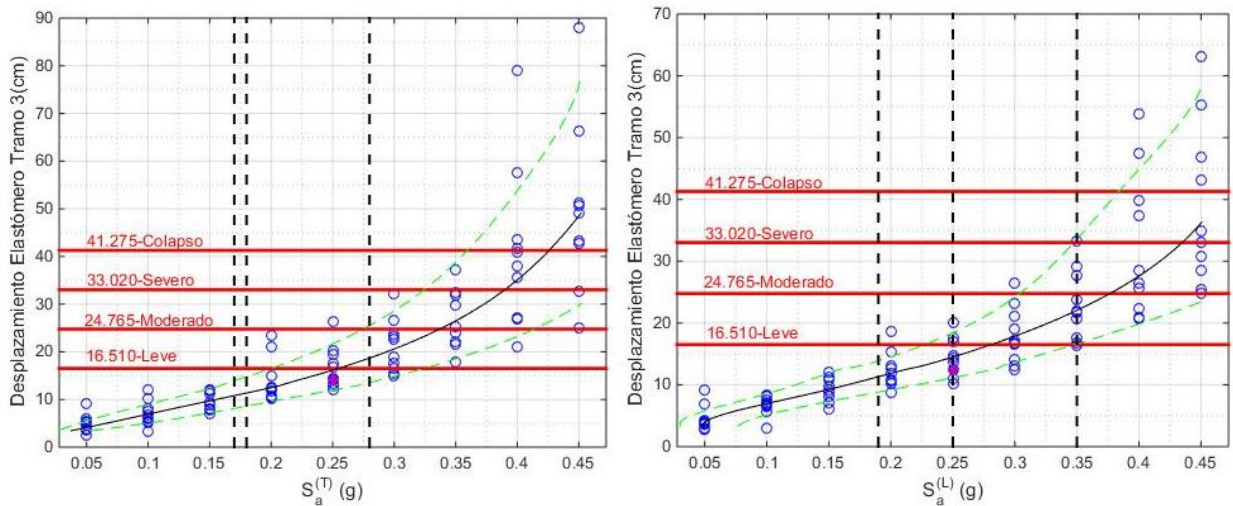 Desplazamiento Elastómero Tramo 3(cm)
90
80
70
60
50
40
30
20
10
0
41.275-Colapso
33.020-Severo
24.765-Moderado
16.510-Leve
0.05 0.1 0.15 0.2 0.25 0.3 0.35 0.4 0.45
S_a^(T) (g)
Desplazamiento Elastómero Tramo 3(cm)
70
60
50
40
30
20
10
0
41.275-Colapso
33.020-Severo
24.765-Moderado
16.510-Leve
0.05 0.1 0.15 0.2 0.25 0.3 0.35 0.40 0.45
S_a^(L) (g)